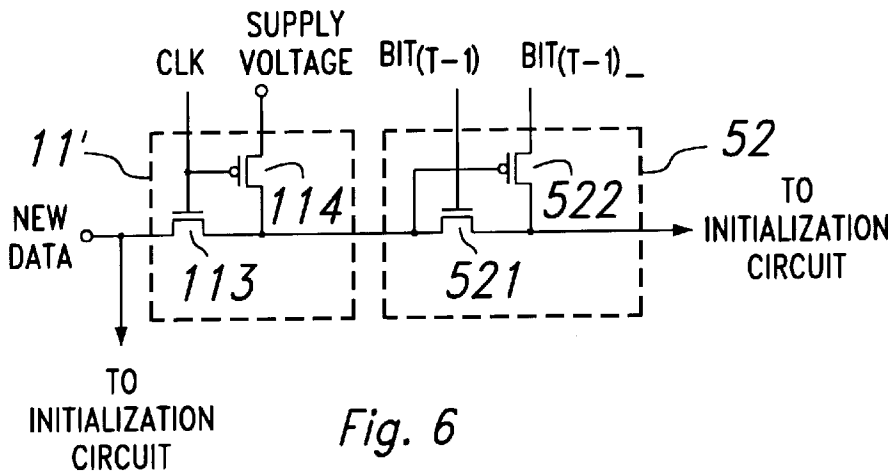 SUPPLY
VOLTAGE
CLK
BIT(T-1)
BIT(T-1)_
11'
52
114
522
NEW
DATA
113
521
TO
INITIALIZATION
CIRCUIT
TO
INITIALIZATION
CIRCUIT
Fig. 6